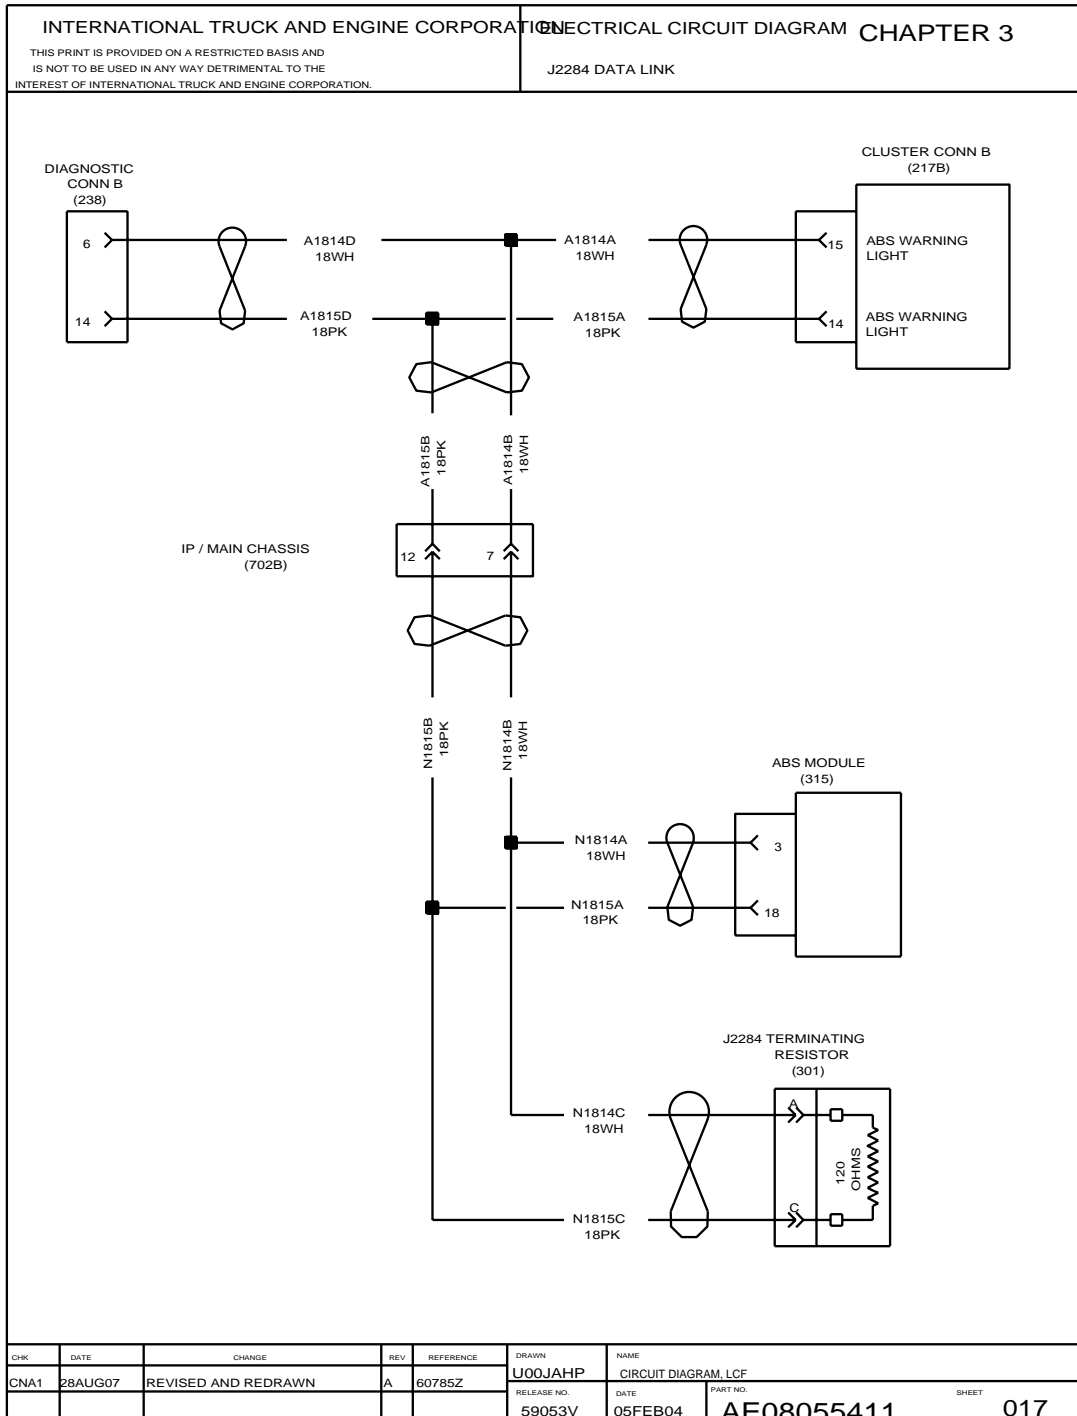 INTERNATIONAL TRUCK AND ENGINE CORPORATION
THIS PRINT IS PROVIDED ON A RESTRICTED BASIS AND
IS NOT TO BE USED IN ANY WAY DETRIMENTAL TO THE
INTEREST OF INTERNATIONAL TRUCK AND ENGINE CORPORATION.
ELECTRICAL CIRCUIT DIAGRAM CHAPTER 3
J2284 DATA LINK
DIAGNOSTIC
CONN B
(238)
6
14
A1814D
18WH
A1815D
18PK
A1814A
18WH
A1815A
18PK
CLUSTER CONN B
(217B)
15
ABS WARNING
LIGHT
14
ABS WARNING
LIGHT
A1815B
18PK
A1814B
18WH
IP / MAIN CHASSIS
(702B)
12
7
N1815B
18PK
N1814B
18WH
ABS MODULE
(315)
N1814A
18WH
3
N1815A
18PK
18
J2284 TERMINATING
RESISTOR
(301)
N1814C
18WH
A
120
OHMS
N1815C
18PK
C
CHK DATE CHANGE REV REFERENCE
CNA1 28AUG07 REVISED AND REDRAWN A 60785Z
DRAWN
U00JAHP
NAME
CIRCUIT DIAGRAM, LCF
RELEASE NO.
59053V
DATE
05FEB04
PART NO.
AE08055411
SHEET
017